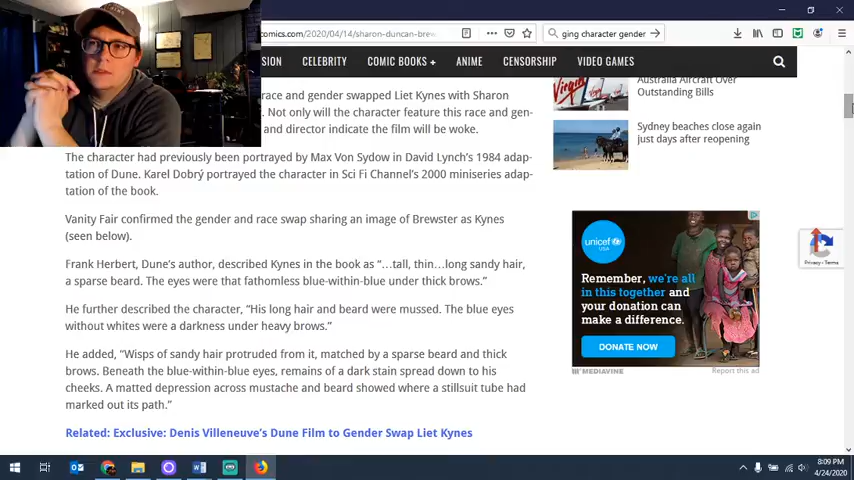 comics.com/2020/04/14/sharon-duncan-brew
ging character gender
SION
CELEBRITY
COMIC BOOKS
ANIME
CENSORSHIP
VIDEO GAMES
race and gender swapped Liet Kynes with Sharon
. Not only will the character feature this race and gen-
and director indicate the film will be woke.
The character had previously been portrayed by Max Von Sydow in David Lynch's 1984 adap-
tation of Dune. Karel Dobrý portrayed the character in Sci Fi Channel's 2000 miniseries adap-
tation of the book.
Vanity Fair confirmed the gender and race swap sharing an image of Brewster as Kynes
(seen below).
Frank Herbert, Dune's author, described Kynes in the book as "…tall, thin…long sandy hair,
a sparse beard. The eyes were that fathomless blue-within-blue under thick brows."
He further described the character, "His long hair and beard were mussed. The blue eyes
without whites were a darkness under heavy brows."
He added, "Wisps of sandy hair protruded from it, matched by a sparse beard and thick
brows. Beneath the blue-within-blue eyes, remains of a dark stain spread down to his
cheeks. A matted depression across mustache and beard showed where a stillsuit tube had
marked out its path."
Related: Exclusive: Denis Villeneuve's Dune Film to Gender Swap Liet Kynes
Australia Aircraft Over
Outstanding Bills
Virgin
Sydney beaches close again
just days after reopening
unicef
USA
Remember, we're all
in this together and
your donation can
make a difference.
DONATE NOW
MEDIAVINE
Report this ad
Privacy - Terms
8:09 PM
4/24/2020